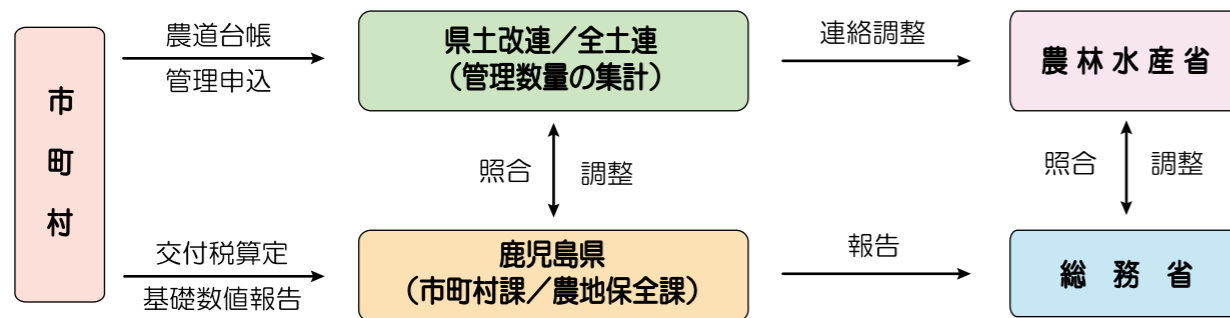 市町村
農道台帳
管理申込
県土改連／全土連
（管理数量の集計）
連絡調整
農林水産省
照合 調整
照合 調整
交付税算定
基礎数値報告
鹿児島県
（市町村課／農地保全課）
報告
総務省